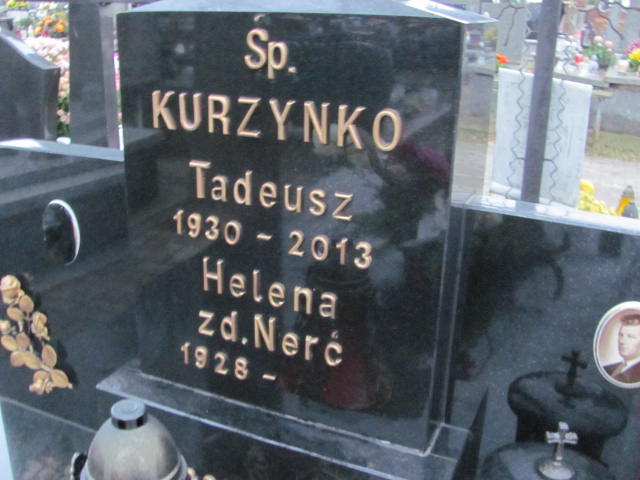 Śp.
KURZYNKO
Tadeusz
1930 - 2013
Helena
zd. Nerć
1928 -